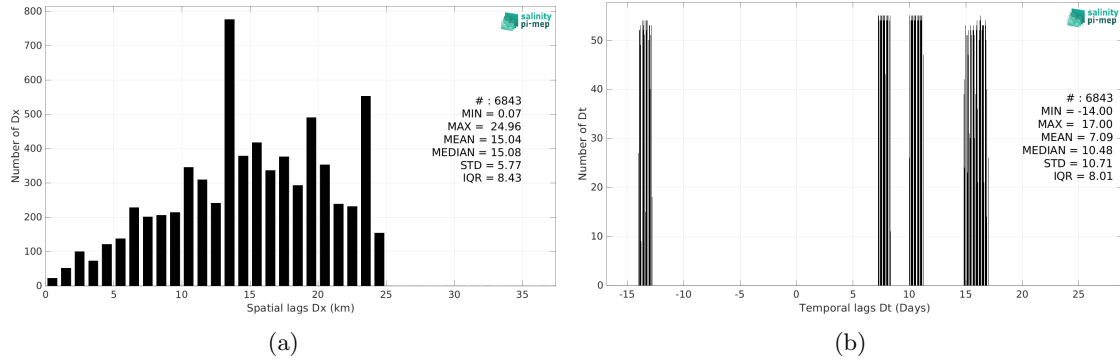 800
700
600
500
400
300
200
100
0
Number of Dx
0 5 10 15 20 25 30 35
Spatial lags Dx (km)
salinity
pi-mep
# : 6843
MIN = 0.07
MAX = 24.96
MEAN = 15.04
MEDIAN = 15.08
STD = 5.77
IQR = 8.43
(a)
50
40
30
20
10
0
Number of Dt
-15 -10 -5 0 5 10 15 20 25
Temporal lags Dt (Days)
salinity
pi-mep
# : 6843
MIN = -14.00
MAX = 17.00
MEAN = 7.09
MEDIAN = 10.48
STD = 10.71
IQR = 8.01
(b)